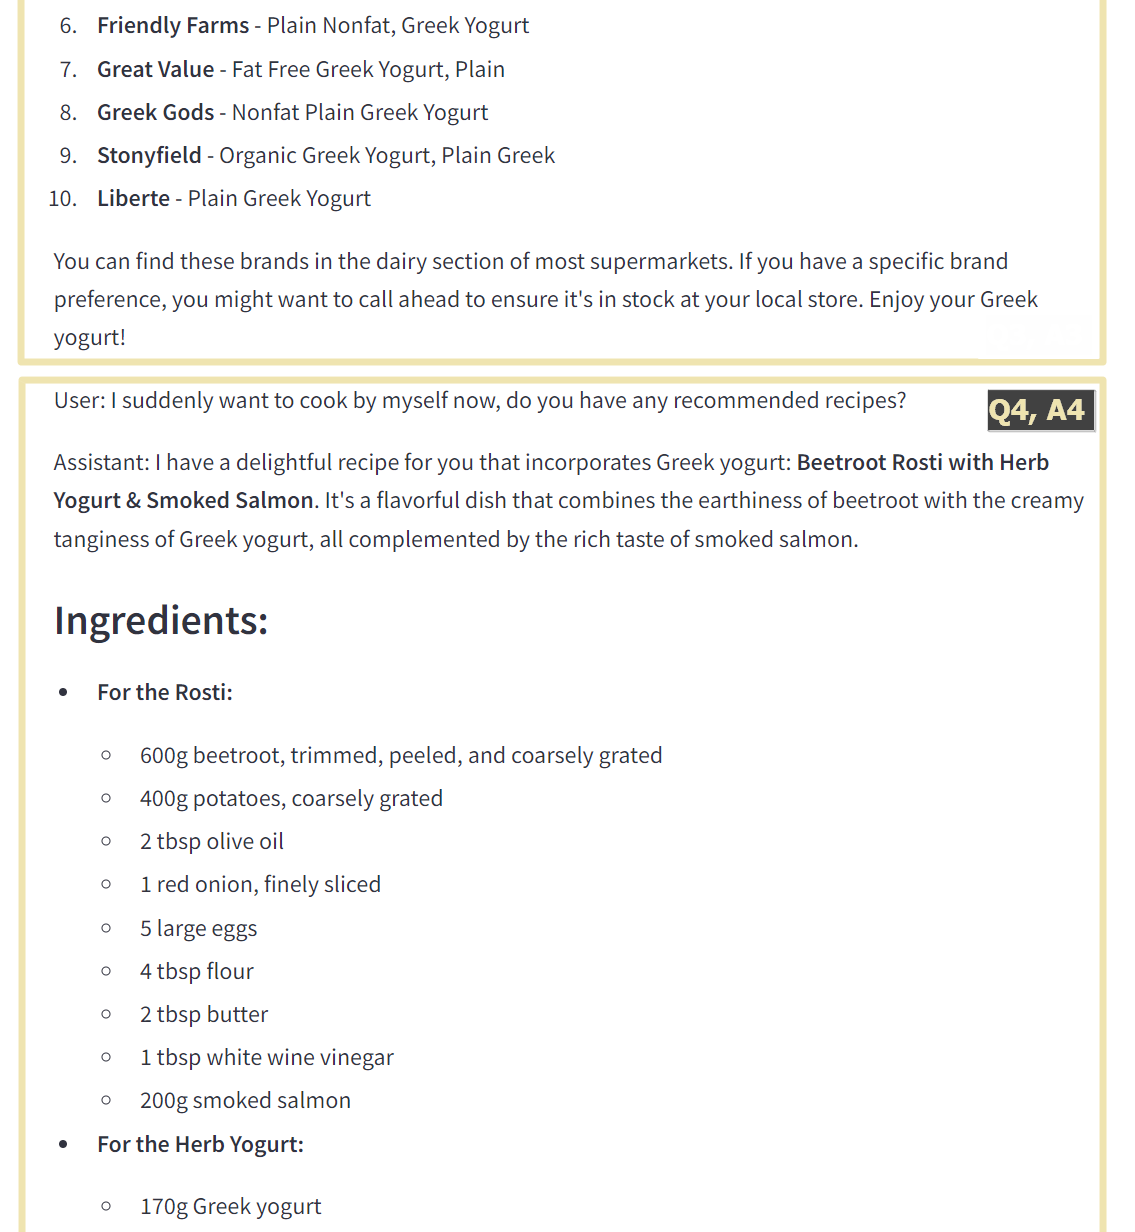 6. Friendly Farms - Plain Nonfat, Greek Yogurt
7. Great Value - Fat Free Greek Yogurt, Plain
8. Greek Gods - Nonfat Plain Greek Yogurt
9. Stonyfield - Organic Greek Yogurt, Plain Greek
10. Liberte - Plain Greek Yogurt
You can find these brands in the dairy section of most supermarkets. If you have a specific brand
preference, you might want to call ahead to ensure it's in stock at your local store. Enjoy your Greek
yogurt!
User: I suddenly want to cook by myself now, do you have any recommended recipes?
Q4, A4
Assistant: I have a delightful recipe for you that incorporates Greek yogurt: Beetroot Rosti with Herb
Yogurt & Smoked Salmon. It's a flavorful dish that combines the earthiness of beetroot with the creamy
tanginess of Greek yogurt, all complemented by the rich taste of smoked salmon.
Ingredients:
• For the Rosti:
◦ 600g beetroot, trimmed, peeled, and coarsely grated
◦ 400g potatoes, coarsely grated
◦ 2 tbsp olive oil
◦ 1 red onion, finely sliced
◦ 5 large eggs
◦ 4 tbsp flour
◦ 2 tbsp butter
◦ 1 tbsp white wine vinegar
◦ 200g smoked salmon
• For the Herb Yogurt:
◦ 170g Greek yogurt